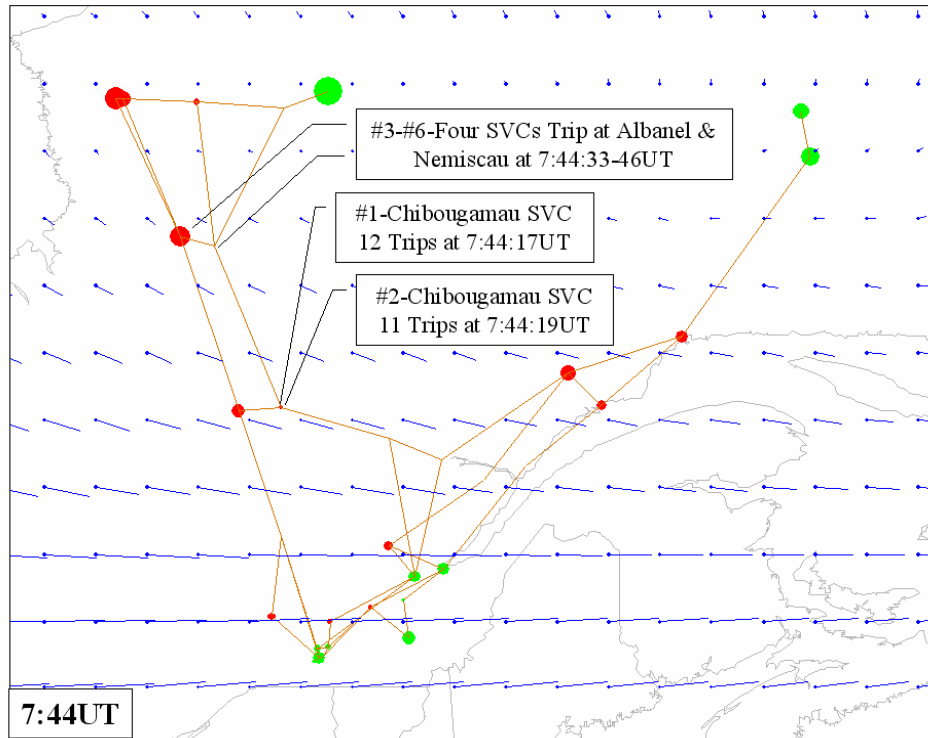 #3-#6-Four SVCs Trip at Albanel &
Nemiscau at 7:44:33-46UT
#1-Chibougamau SVC
12 Trips at 7:44:17UT
#2-Chibougamau SVC
11 Trips at 7:44:19UT
7:44UT